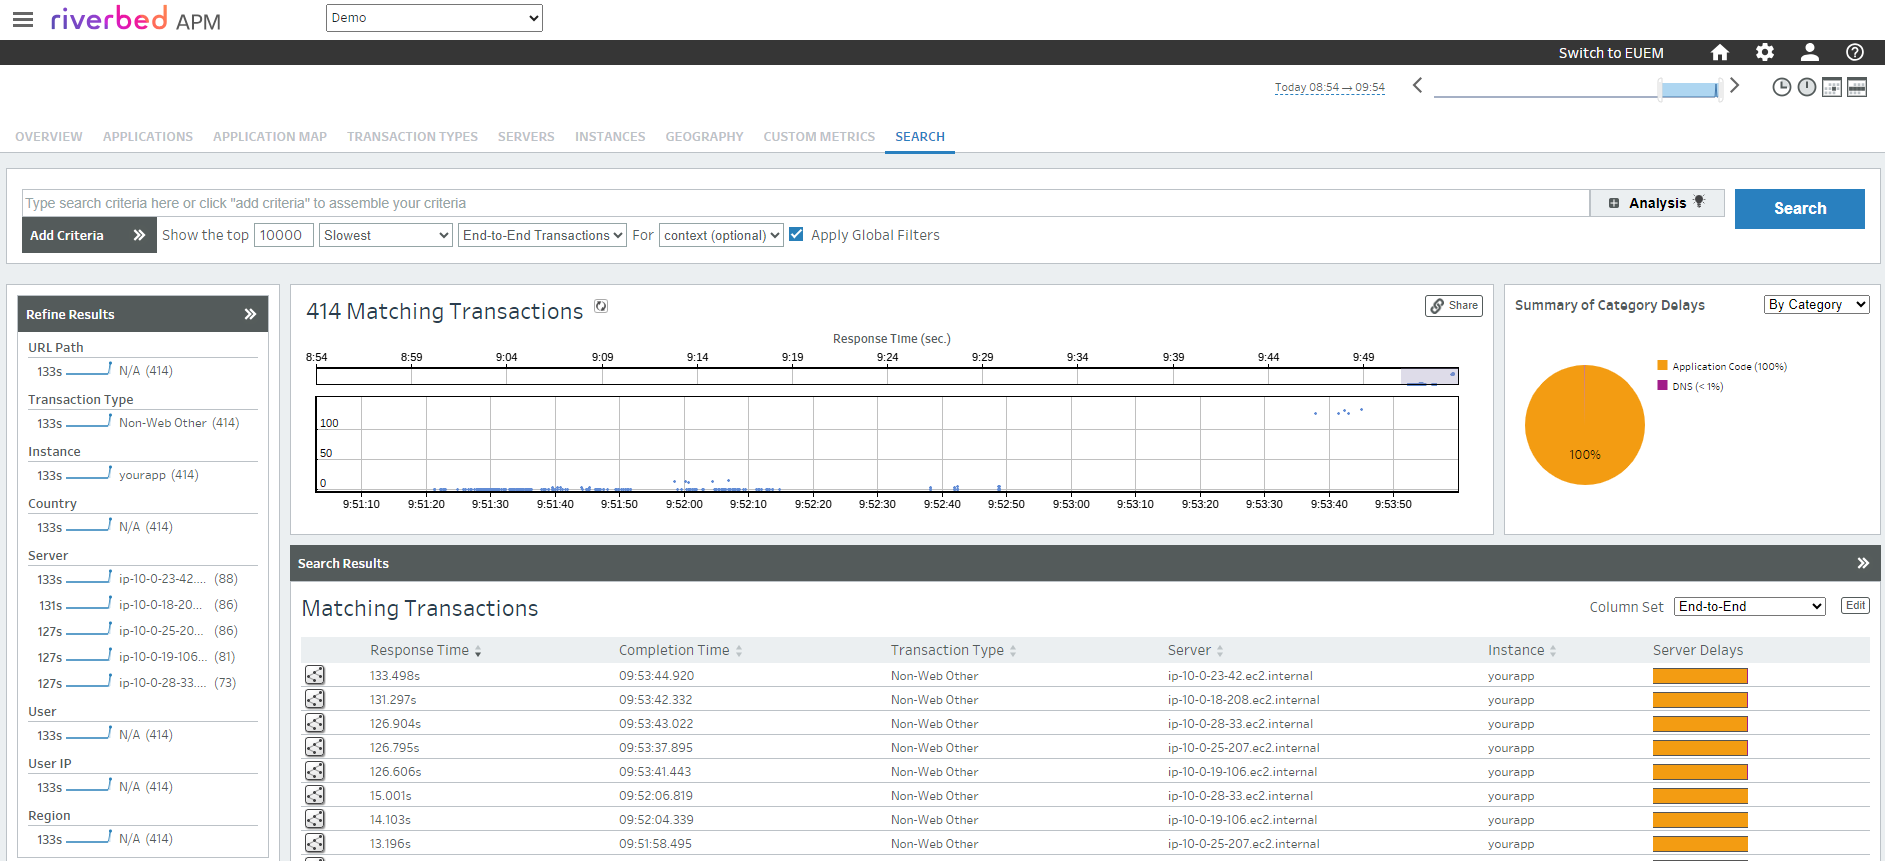 riverbed APM
Demo
Switch to EUEM
Today 08:54 → 09:54
OVERVIEW APPLICATIONS APPLICATION MAP TRANSACTION TYPES SERVERS INSTANCES GEOGRAPHY CUSTOM METRICS SEARCH
Type search criteria here or click "add criteria" to assemble your criteria
Analysis
Search
Add Criteria
Show the top 10000 Slowest End-to-End Transactions For context (optional) Apply Global Filters
Refine Results
URL Path
133s N/A (414)
Transaction Type
133s Non-Web Other (414)
Instance
133s yourapp (414)
Country
133s N/A (414)
Server
133s ip-10-0-23-42.... (88)
131s ip-10-0-18-20... (86)
127s ip-10-0-25-20... (86)
127s ip-10-0-19-106... (81)
127s ip-10-0-28-33.... (73)
User
133s N/A (414)
User IP
133s N/A (414)
Region
133s N/A (414)
414 Matching Transactions
Share
Response Time (sec.)
8:54 8:59 9:04 9:09 9:14 9:19 9:24 9:29 9:34 9:39 9:44 9:49
100
50
0
9:51:10 9:51:20 9:51:30 9:51:40 9:51:50 9:52:00 9:52:10 9:52:20 9:52:30 9:52:40 9:52:50 9:53:00 9:53:10 9:53:20 9:53:30 9:53:40 9:53:50
Summary of Category Delays
By Category
Application Code (100%)
DNS (< 1%)
100%
Search Results
Matching Transactions
Column Set End-to-End Edit
Response Time Completion Time Transaction Type Server Instance Server Delays
133.498s 09:53:44.920 Non-Web Other ip-10-0-23-42.ec2.internal yourapp
131.297s 09:53:42.332 Non-Web Other ip-10-0-18-208.ec2.internal yourapp
126.904s 09:53:43.022 Non-Web Other ip-10-0-28-33.ec2.internal yourapp
126.795s 09:53:37.895 Non-Web Other ip-10-0-25-207.ec2.internal yourapp
126.606s 09:53:41.443 Non-Web Other ip-10-0-19-106.ec2.internal yourapp
15.001s 09:52:06.819 Non-Web Other ip-10-0-28-33.ec2.internal yourapp
14.103s 09:52:04.339 Non-Web Other ip-10-0-19-106.ec2.internal yourapp
13.196s 09:51:58.495 Non-Web Other ip-10-0-25-207.ec2.internal yourapp